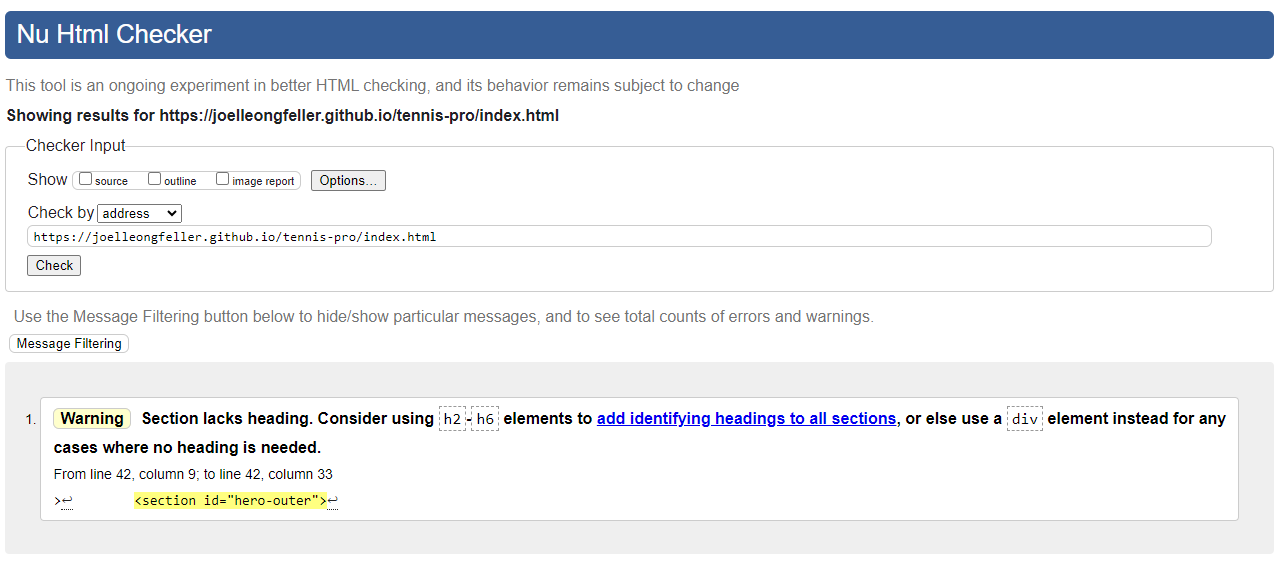 Nu Html Checker
This tool is an ongoing experiment in better HTML checking, and its behavior remains subject to change
Showing results for https://joelleongfeller.github.io/tennis-pro/index.html
Checker Input
Show source outline image report Options...
Check by address
https://joelleongfeller.github.io/tennis-pro/index.html
Check
Use the Message Filtering button below to hide/show particular messages, and to see total counts of errors and warnings.
Message Filtering
1. Warning Section lacks heading. Consider using h2-h6 elements to add identifying headings to all sections, or else use a div element instead for any
cases where no heading is needed.
From line 42, column 9; to line 42, column 33
>↩ <section id="hero-outer">↩